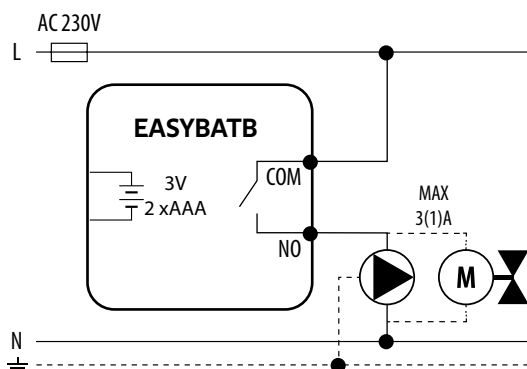 AC 230V
L
EASYBATB
3V
2 xAAA
COM
NO
MAX
3(1)A
M
N